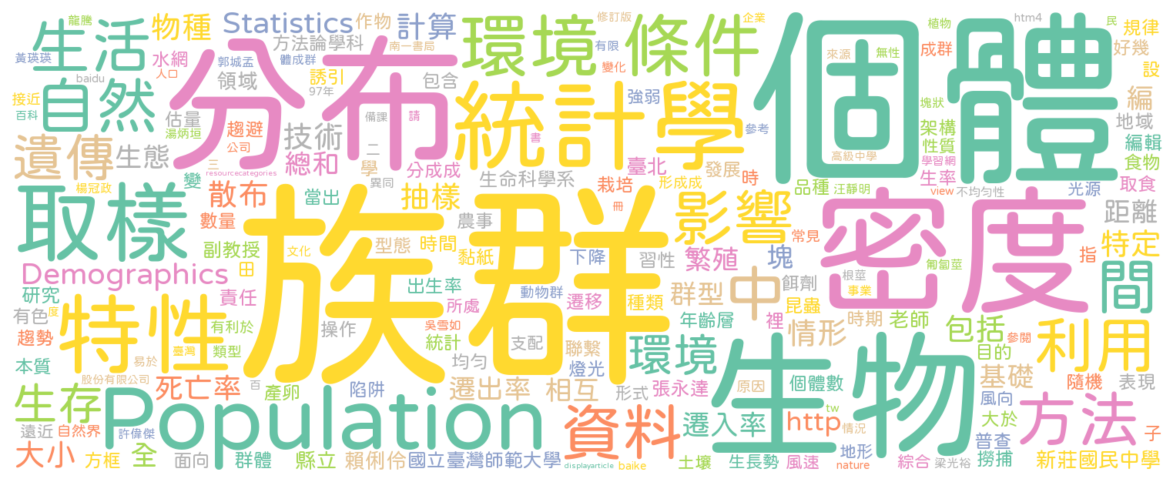 龍騰
黃瑛瑛
生活
水網
物種
Statistics
作物
修訂版
計算
企業
植物
htm4
民
規律
baidu
郭城孟
方法論學科
南一書局
有限
環境
條件
個體
來源
無性
成群
好幾
設
體成群
誘引
包含
變化
人口
領域
97年
接近
百科
自然
估量
湯炳垣
分布
趨避
公司
備課
請
統計學
強弱
書
參考
塊狀
高級中學
架構
性質
學習網
編
地域
編輯
食物
遺傳
生態
技術
總和
二
學
三
resourcecategories
異同
分成成
臺北
發展
時
生命科學系
栽培
形成成
冊
品種
汪靜明
生率
view
不均勻性
光源
取食
楊冠政
變
當出
散布
數量
抽樣
農事
取樣
族群
影響
密度
距離
特定
指
間
副教授
文化
型態
時間
黏紙
下降
習性
繁殖
常見
塊
匍匐莖
Demographics
田
研究
責任
出生率
所處
動物群
遷移
種類
群型
中
餌劑
昆蟲
根莖
事業
有色
展
有利於
特性
操作
吳雪如
統計
年齡層
裡
情形
時期
老師
包括
目的
利用
參閱
趨勢
臺灣
類型
支配
聯繫
環境
生物
本質
易於
均勻
燈光
基礎
隨機
表現
股份有限公司
死亡率
百
產卵
陷阱
遷出率
相互
形式
張永達
原因
個體數
風向
大於
方法
生存
Population
資料
遷入率
http
tw
情況
普查
子
遠近
自然界
許偉傑
大小
方框
全
面向
群體
縣立
賴俐伶
國立臺灣師範大學
displayarticle
baike
土壤
生長勢
風速
地形
nature
綜合
梁光裕
撈捕
新莊國民中學